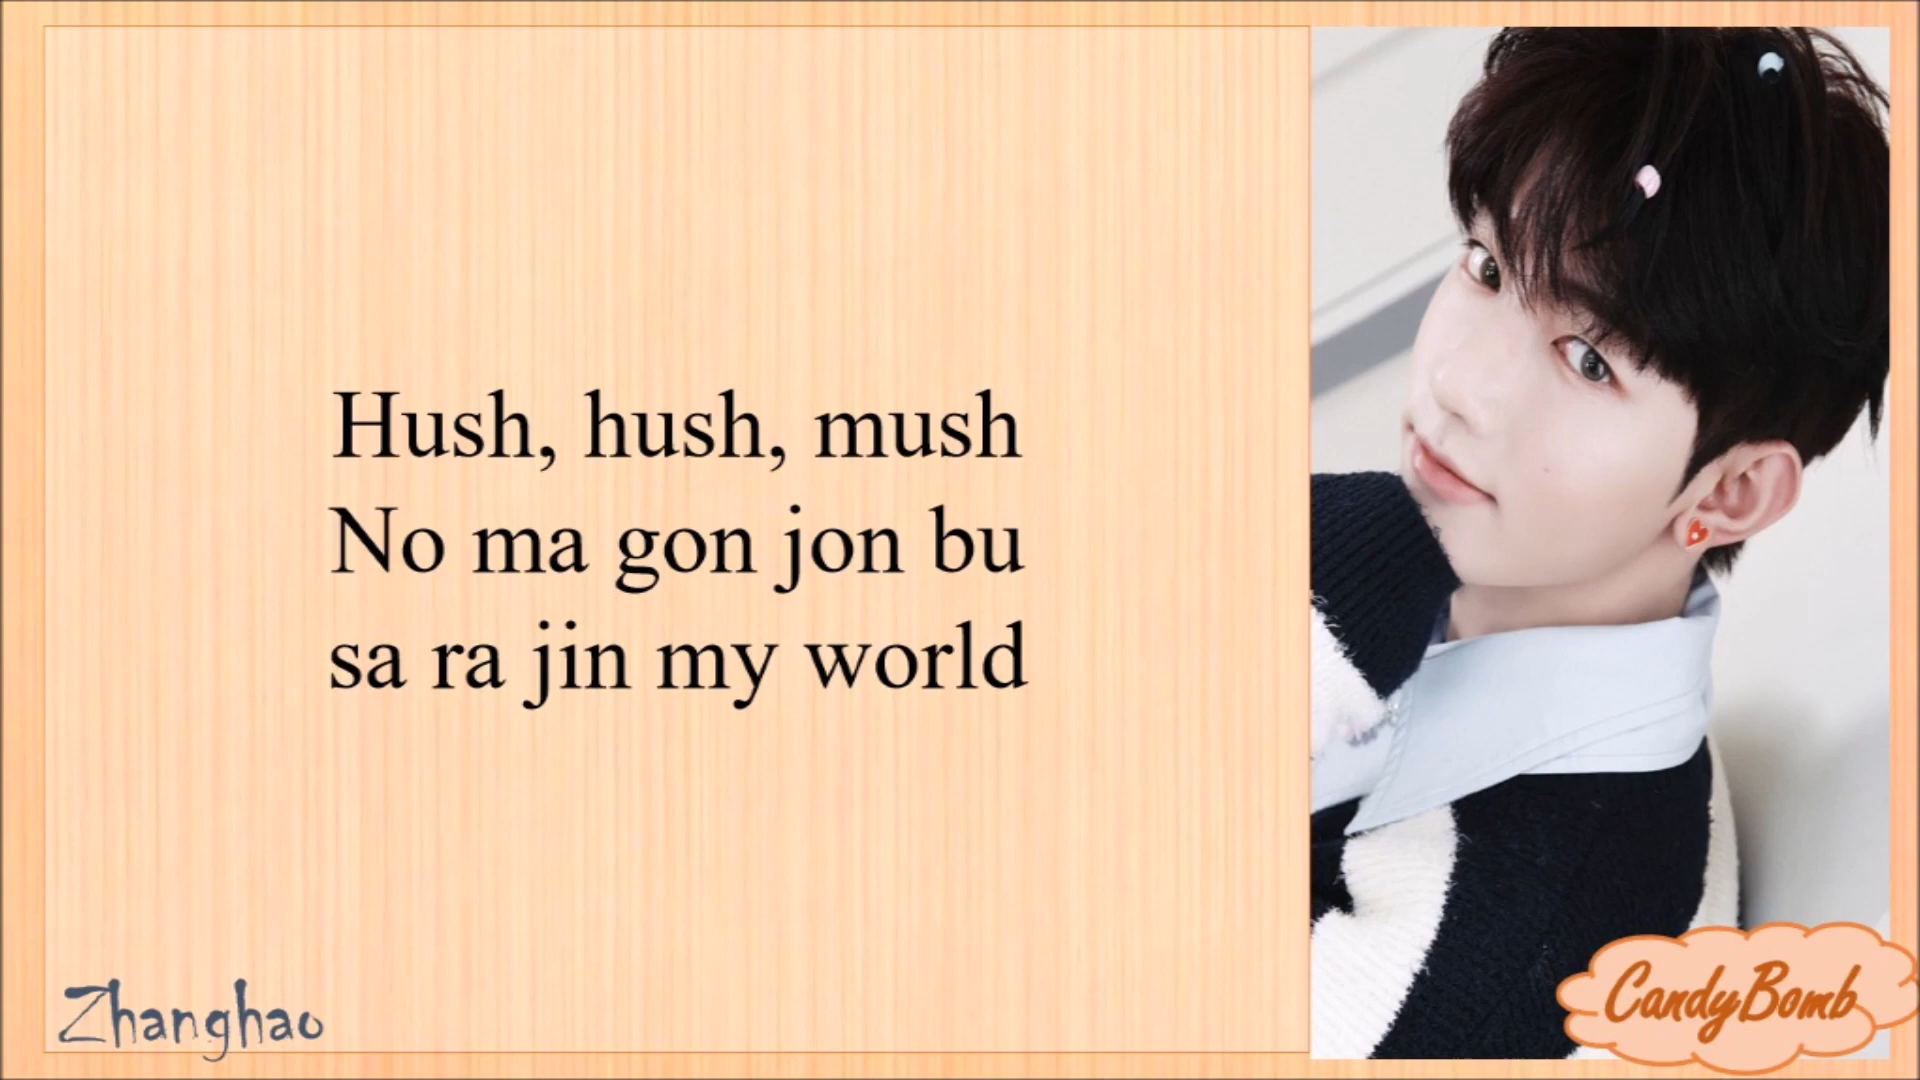 Hush, hush, mush
No ma gon jon bu
sa ra jin my world
Zhanghao
CandyBomb